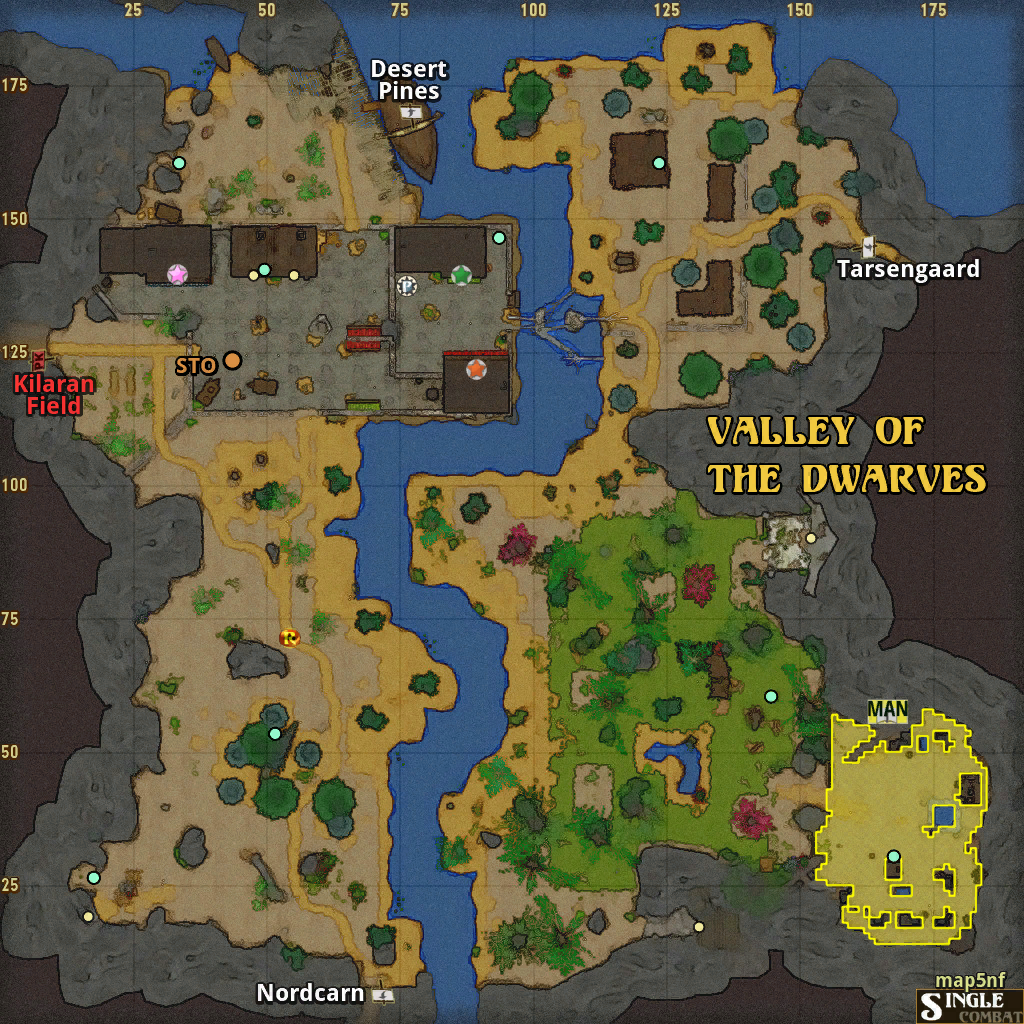 25 50 75 100 125 150 175
Desert
Pines
175
150
Tarsengaard
P
125
PK
STO
Kilaran
Field
VALLEY OF
THE DWARVES
100
75
R
MAN
50
25
Nordcarn
map5nf
SINGLE
COMBAT